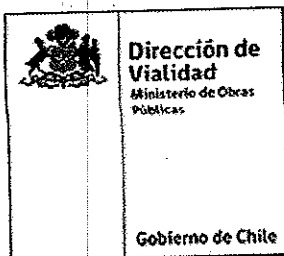 Dirección de
Vialidad
Ministerio de Obras
Públicas
Gobierno de Chile